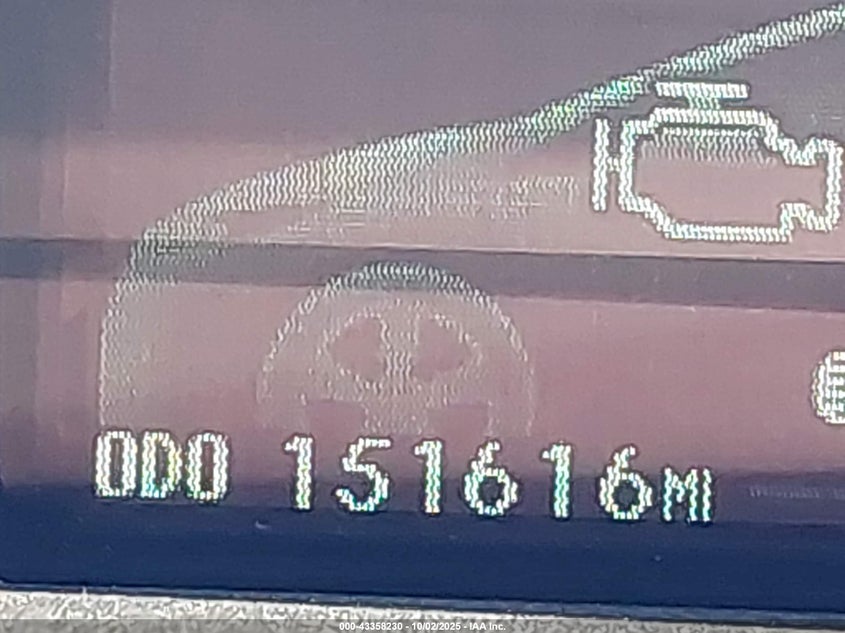 ODO 151616MI
000-43358230 - 10/02/2025 - IAA Inc.